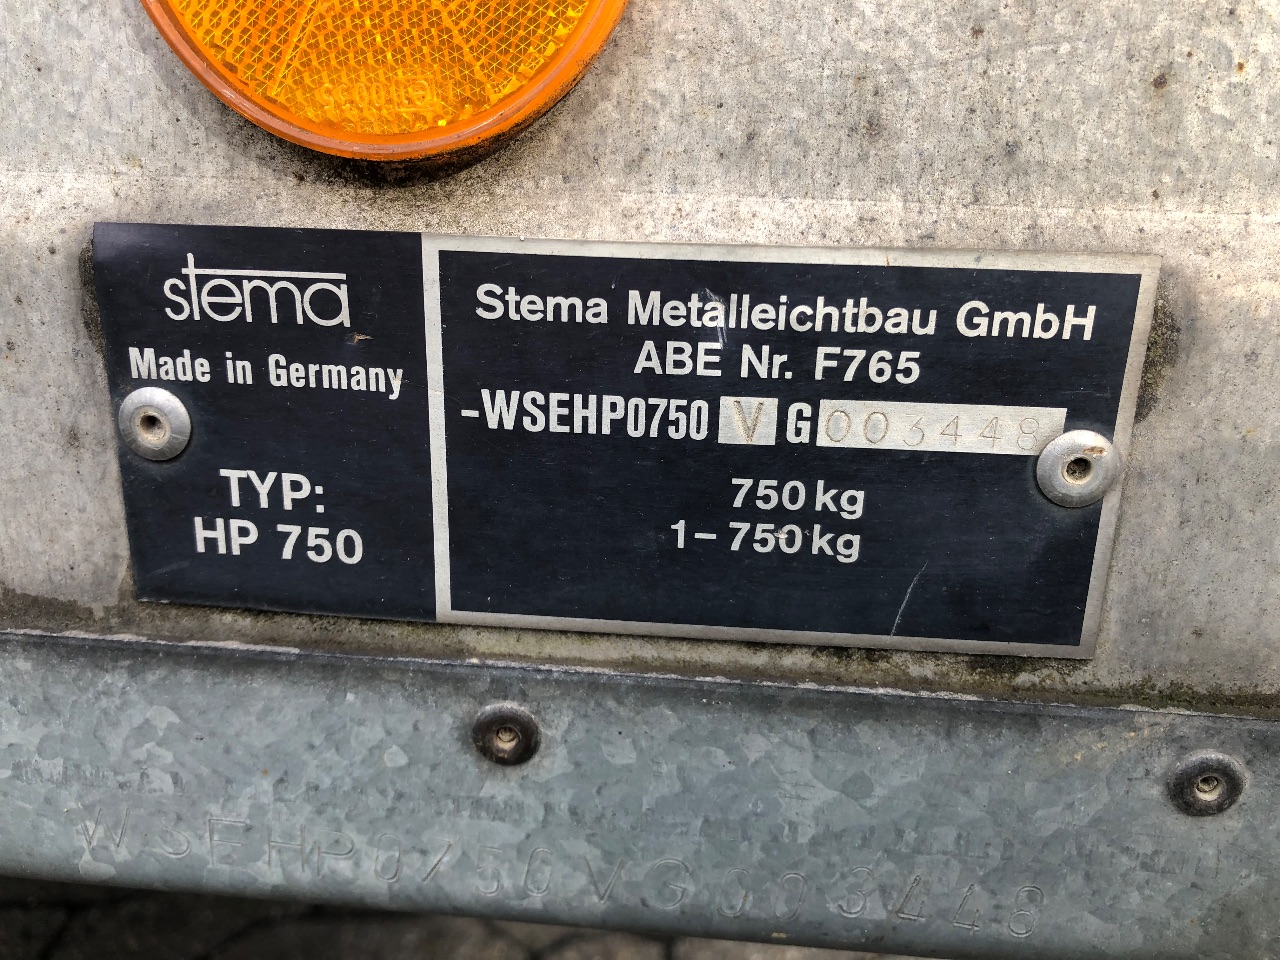 stema
Made in Germany
TYP:
HP 750
Stema Metalleichtbau GmbH
ABE Nr. F765
-WSEHP0750 V G 003448
750 kg
1-750 kg
WSEHP0750VG003448